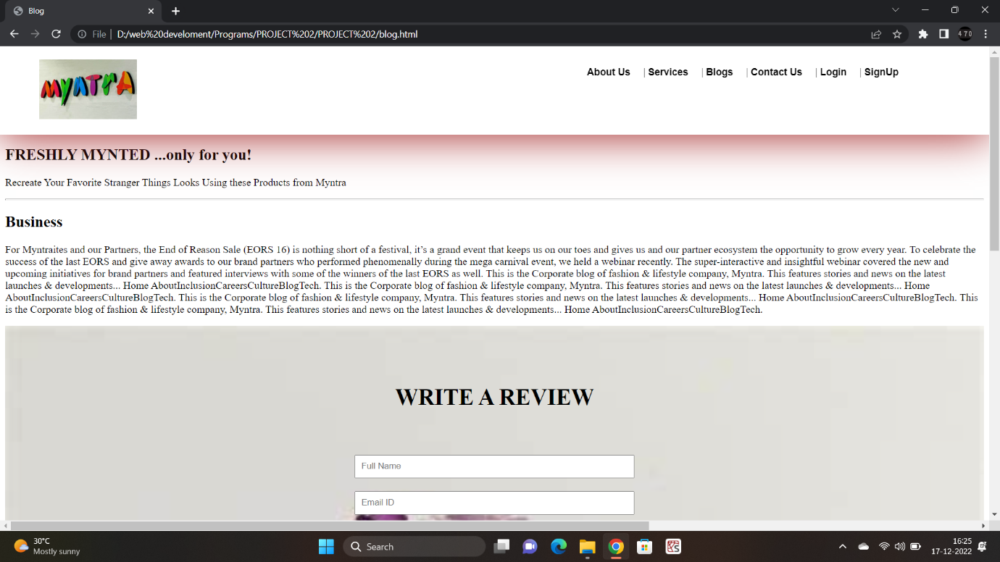 Blog
File
D:/web%20develoment/Programs/PROJECT%202/PROJECT%202/blog.html
470
MYNTRA
About Us | Services | Blogs | Contact Us | Login | SignUp
FRESHLY MYNTED ...only for you!
Recreate Your Favorite Stranger Things Looks Using these Products from Myntra
Business
For Myntraites and our Partners, the End of Reason Sale (EORS 16) is nothing short of a festival, it’s a grand event that keeps us on our toes and gives us and our partner ecosystem the opportunity to grow every year. To celebrate the
success of the last EORS and give away awards to our brand partners who performed phenomenally during the mega carnival event, we held a webinar recently. The super-interactive and insightful webinar covered the new and
upcoming initiatives for brand partners and featured interviews with some of the winners of the last EORS as well. This is the Corporate blog of fashion & lifestyle company, Myntra. This features stories and news on the latest
launches & developments... Home AboutInclusionCareersCultureBlogTech. This is the Corporate blog of fashion & lifestyle company, Myntra. This features stories and news on the latest launches & developments... Home
AboutInclusionCareersCultureBlogTech. This is the Corporate blog of fashion & lifestyle company, Myntra. This features stories and news on the latest launches & developments... Home AboutInclusionCareersCultureBlogTech. This
is the Corporate blog of fashion & lifestyle company, Myntra. This features stories and news on the latest launches & developments... Home AboutInclusionCareersCultureBlogTech.
WRITE A REVIEW
Full Name
Email ID
30°C
Mostly sunny
Search
16:25
17-12-2022